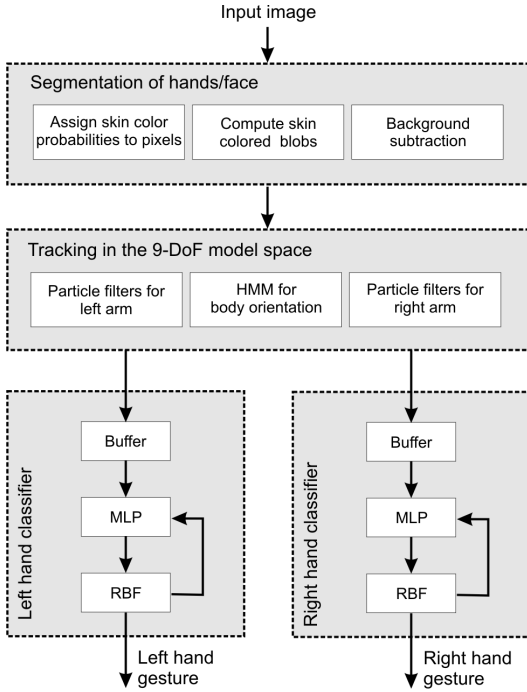 Input image
Segmentation of hands/face
Assign skin color
probabilities to pixels
Compute skin
colored blobs
Background
subtraction
Tracking in the 9-DoF model space
Particle filters for
left arm
HMM for
body orientation
Particle filters for
right arm
Left hand classifier
Buffer
MLP
RBF
Left hand
gesture
Right hand classifier
Buffer
MLP
RBF
Right hand
gesture